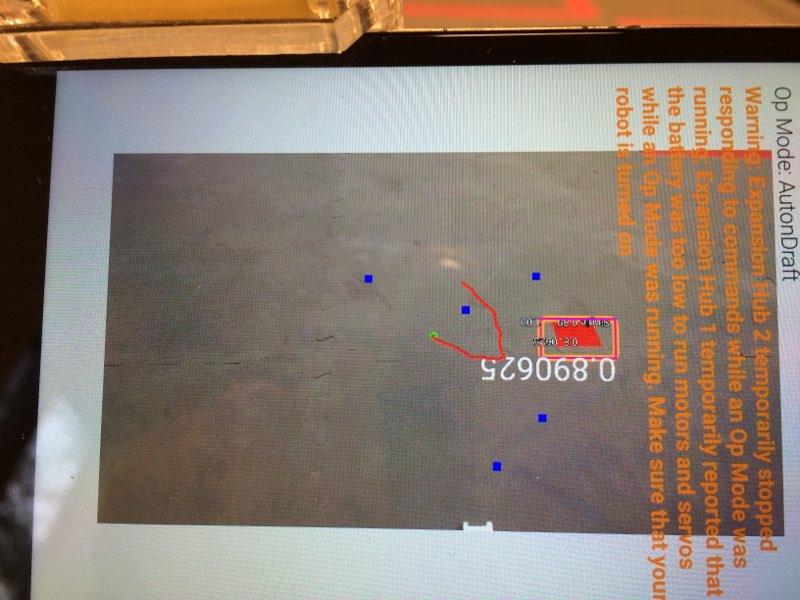 Op Mode: AutonDraft
Warning: Expansion Hub 2 temporarily stopped
responding to commands while an Op Mode was
running. Expansion Hub 1 temporarily reported that
the battery was too low to run motors and servos
while an Op Mode was running. Make sure that your
robot is turned on
0.890625